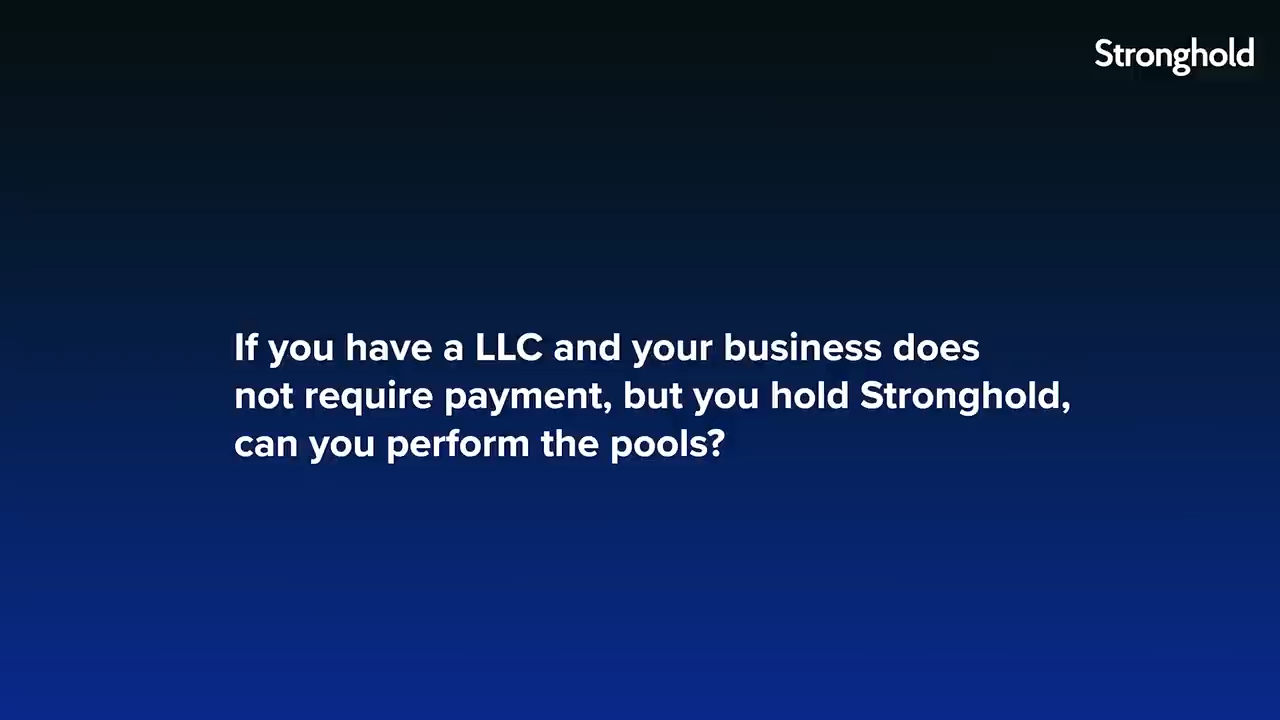 Stronghold
If you have a LLC and your business does
not require payment, but you hold Stronghold,
can you perform the pools?